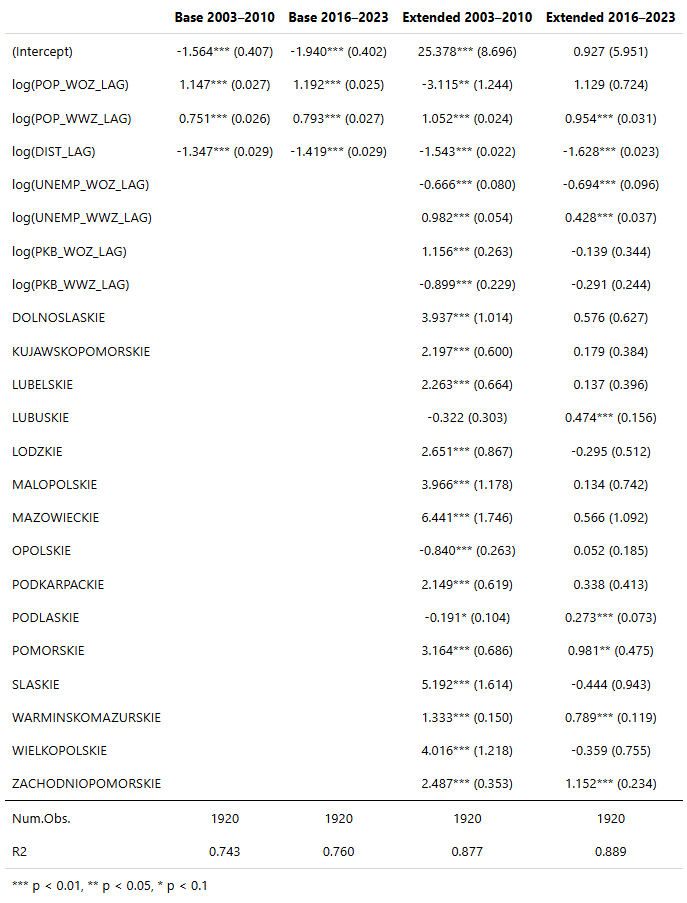 Base 2003–2010 Base 2016–2023 Extended 2003–2010 Extended 2016–2023
(Intercept) -1.564*** (0.407) -1.940*** (0.402) 25.378*** (8.696) 0.927 (5.951)
log(POP_WOZ_LAG) 1.147*** (0.027) 1.192*** (0.025) -3.115** (1.244) 1.129 (0.724)
log(POP_WWZ_LAG) 0.751*** (0.026) 0.793*** (0.027) 1.052*** (0.024) 0.954*** (0.031)
log(DIST_LAG) -1.347*** (0.029) -1.419*** (0.029) -1.543*** (0.022) -1.628*** (0.023)
log(UNEMP_WOZ_LAG) -0.666*** (0.080) -0.694*** (0.096)
log(UNEMP_WWZ_LAG) 0.982*** (0.054) 0.428*** (0.037)
log(PKB_WOZ_LAG) 1.156*** (0.263) -0.139 (0.344)
log(PKB_WWZ_LAG) -0.899*** (0.229) -0.291 (0.244)
DOLNOSLASKIE 3.937*** (1.014) 0.576 (0.627)
KUJAWSKOPOMORSKIE 2.197*** (0.600) 0.179 (0.384)
LUBELSKIE 2.263*** (0.664) 0.137 (0.396)
LUBUSKIE -0.322 (0.303) 0.474*** (0.156)
LODZKIE 2.651*** (0.867) -0.295 (0.512)
MALOPOLSKIE 3.966*** (1.178) 0.134 (0.742)
MAZOWIECKIE 6.441*** (1.746) 0.566 (1.092)
OPOLSKIE -0.840*** (0.263) 0.052 (0.185)
PODKARPACKIE 2.149*** (0.619) 0.338 (0.413)
PODLASKIE -0.191* (0.104) 0.273*** (0.073)
POMORSKIE 3.164*** (0.686) 0.981** (0.475)
SLASKIE 5.192*** (1.614) -0.444 (0.943)
WARMINSKOMAZURSKIE 1.333*** (0.150) 0.789*** (0.119)
WIELKOPOLSKIE 4.016*** (1.218) -0.359 (0.755)
ZACHODNIOPOMORSKIE 2.487*** (0.353) 1.152*** (0.234)
Num.Obs. 1920 1920 1920 1920
R2 0.743 0.760 0.877 0.889
*** p < 0.01, ** p < 0.05, * p < 0.1